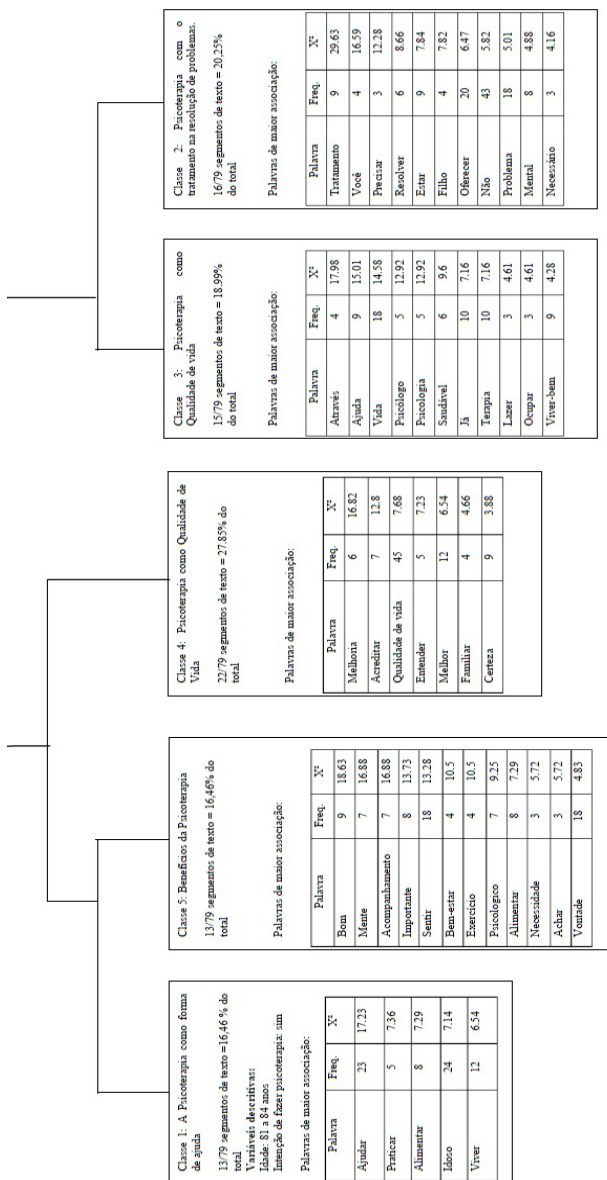 Classe 1: A Psicoterapia como forma
de ajuda
13/79 segmentos de texto =16,46 % do
total
Variáveis descritivas:
Idade: 81 a 84 anos
Intenção de fazer psicoterapia: sim
Palavras de maior associação:
Palavra Freq. X²
Ajudar 23 17.23
Praticar 5 7.36
Alimentar 8 7.29
Idoso 24 7.14
Viver 12 6.54
Classe 5: Benefícios da Psicoterapia
13/79 segmentos de texto = 16,46% do
total
Palavras de maior associação:
Palavra Freq. X²
Bom 9 18.63
Mente 7 16.88
Acompanhamento 7 16.88
Importante 8 13.73
Sentir 18 13.28
Bem-estar 4 10.5
Exercício 4 10.5
Psicologico 7 9.25
Alimentar 8 7.29
Necessidade 3 5.72
Achar 3 5.72
Vontade 18 4.83
Classe 4: Psicoterapia como Qualidade de
Vida
22/79 segmentos de texto = 27.85% do
total
Palavras de maior associação:
Palavra Freq. X²
Melhoria 6 16.82
Acreditar 7 12.8
Qualidade de vida 45 7.68
Entender 5 7.23
Melhor 12 6.54
Familiar 4 4.66
Certeza 9 3.88
Classe 3: Psicoterapia como
Qualidade de vida
15/79 segmentos de texto = 18.99%
do total
Palavras de maior associação:
Palavra Freq. X²
Através 4 17.98
Ajuda 9 15.01
Vida 18 14.58
Psicólogo 5 12.92
Psicologia 5 12.92
Saudável 6 9.6
Já 10 7.16
Terapia 10 7.16
Lazer 3 4.61
Ocupar 3 4.61
Viver-bem 9 4.28
Classe 2: Psicoterapia com o
tratamento na resolução de problemas.
16/79 segmentos de texto = 20,25%
do total
Palavras de maior associação:
Palavra Freq. X²
Tratamento 9 29.63
Você 4 16.59
Precisar 3 12.28
Resolver 6 8.66
Estar 9 7.84
Filho 4 7.82
Oferecer 20 6.47
Não 43 5.82
Problema 18 5.01
Mental 8 4.88
Necessário 3 4.16